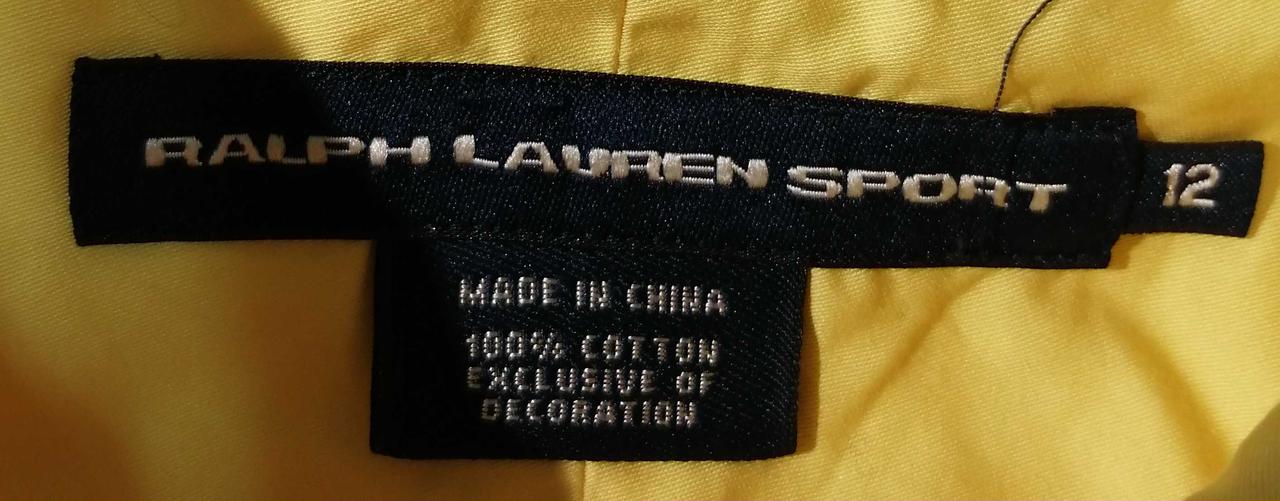 RALPH LAUREN SPORT
12
MADE IN CHINA
100% COTTON
EXCLUSIVE OF
DECORATION